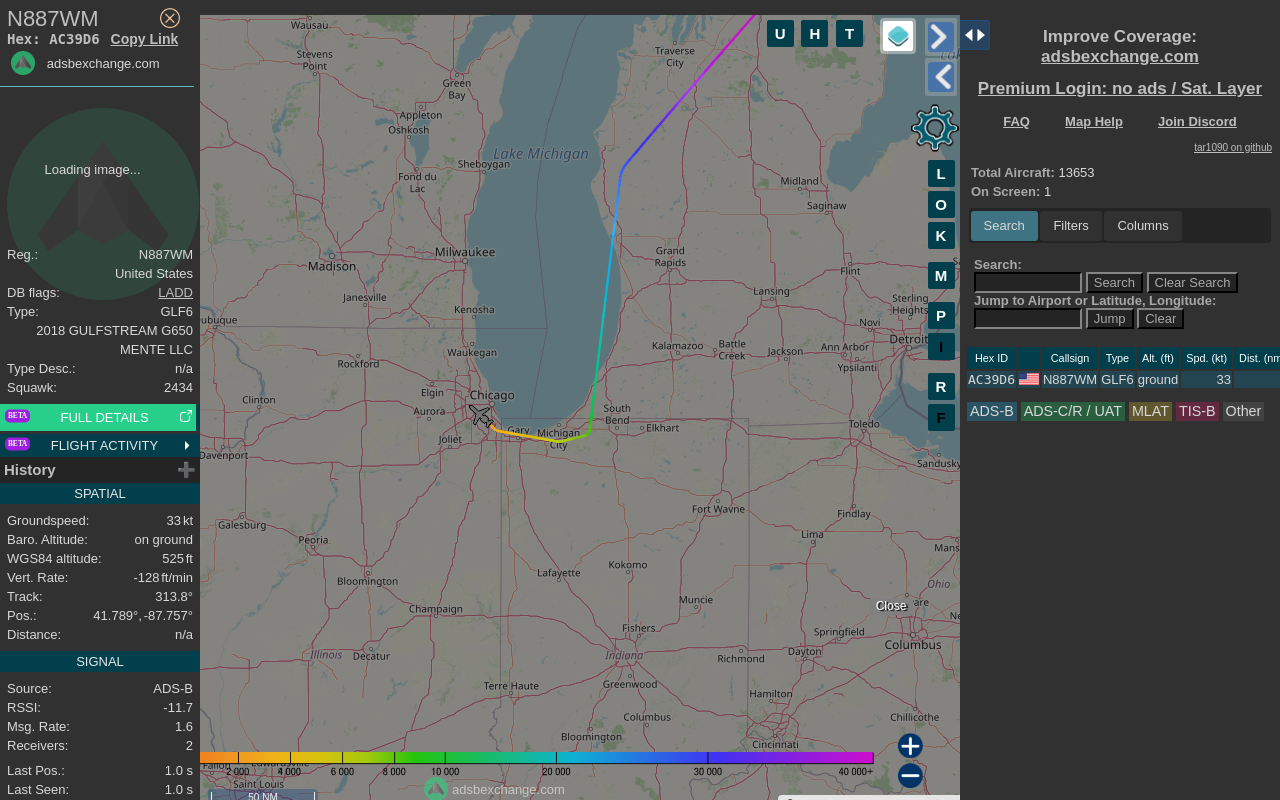 N887WM
Hex: AC39D6 Copy Link
adsbexchange.com
Loading image...
Reg.: N887WM
United States
DB flags: LADD
Type: GLF6
2018 GULFSTREAM G650
MENTE LLC
Type Desc.: n/a
Squawk: 2434
BETA FULL DETAILS
BETA FLIGHT ACTIVITY
History
SPATIAL
Groundspeed: 33 kt
Baro. Altitude: on ground
WGS84 altitude: 525 ft
Vert. Rate: -128 ft/min
Track: 313.8°
Pos.: 41.789°, -87.757°
Distance: n/a
SIGNAL
Source: ADS-B
RSSI: -11.7
Msg. Rate: 1.6
Receivers: 2
Last Pos.: 1.0 s
Last Seen: 1.0 s
Wausau
Stevens
Point
Green
Bay
Appleton
Oshkosh
Fond du
Lac
Sheboygan
Lake Michigan
Traverse
City
Midland
Saginaw
Milwaukee
Madison
Grand
Rapids
Flint
Janesville
Lansing
Sterling
Heights
Kenosha
ubuque
Novi
Detroit
Waukegan
Kalamazoo
Battle
Creek
Jackson
Ann Arbor
Ypsilanti
Rockford
Elgin
Chicago
Clinton
Aurora
South
Bend
Elkhart
Gary
Michigan
City
Toledo
Joliet
Davenport
Sandusky
Galesburg
Fort Wayne
Findlay
Peoria
Lima
Mans
Kokomo
Lafayette
Bloomington
Ohio
Muncie
Champaign
Close
are
Ne
Fishers
Springfield
Columbus
Illinois
Decatur
Indiana
Richmond
Dayton
Terre Haute
Greenwood
Hamilton
Columbus
Chillicothe
Bloomington
Cincinnati
Edwardsville
Saint Louis
2 000 4 000 6 000 8 000 10 000 20 000 30 000 40 000+
adsbexchange.com
50 NM
U H T
L
O
K
M
P
I
R
F
Improve Coverage:
adsbexchange.com
Premium Login: no ads / Sat. Layer
FAQ Map Help Join Discord
tar1090 on github
Total Aircraft: 13653
On Screen: 1
Search Filters Columns
Search:
Search Clear Search
Jump to Airport or Latitude, Longitude:
Jump Clear
Hex ID Callsign Type Alt. (ft) Spd. (kt) Dist. (nm
AC39D6 N887WM GLF6 ground 33
ADS-B ADS-C/R / UAT MLAT TIS-B Other